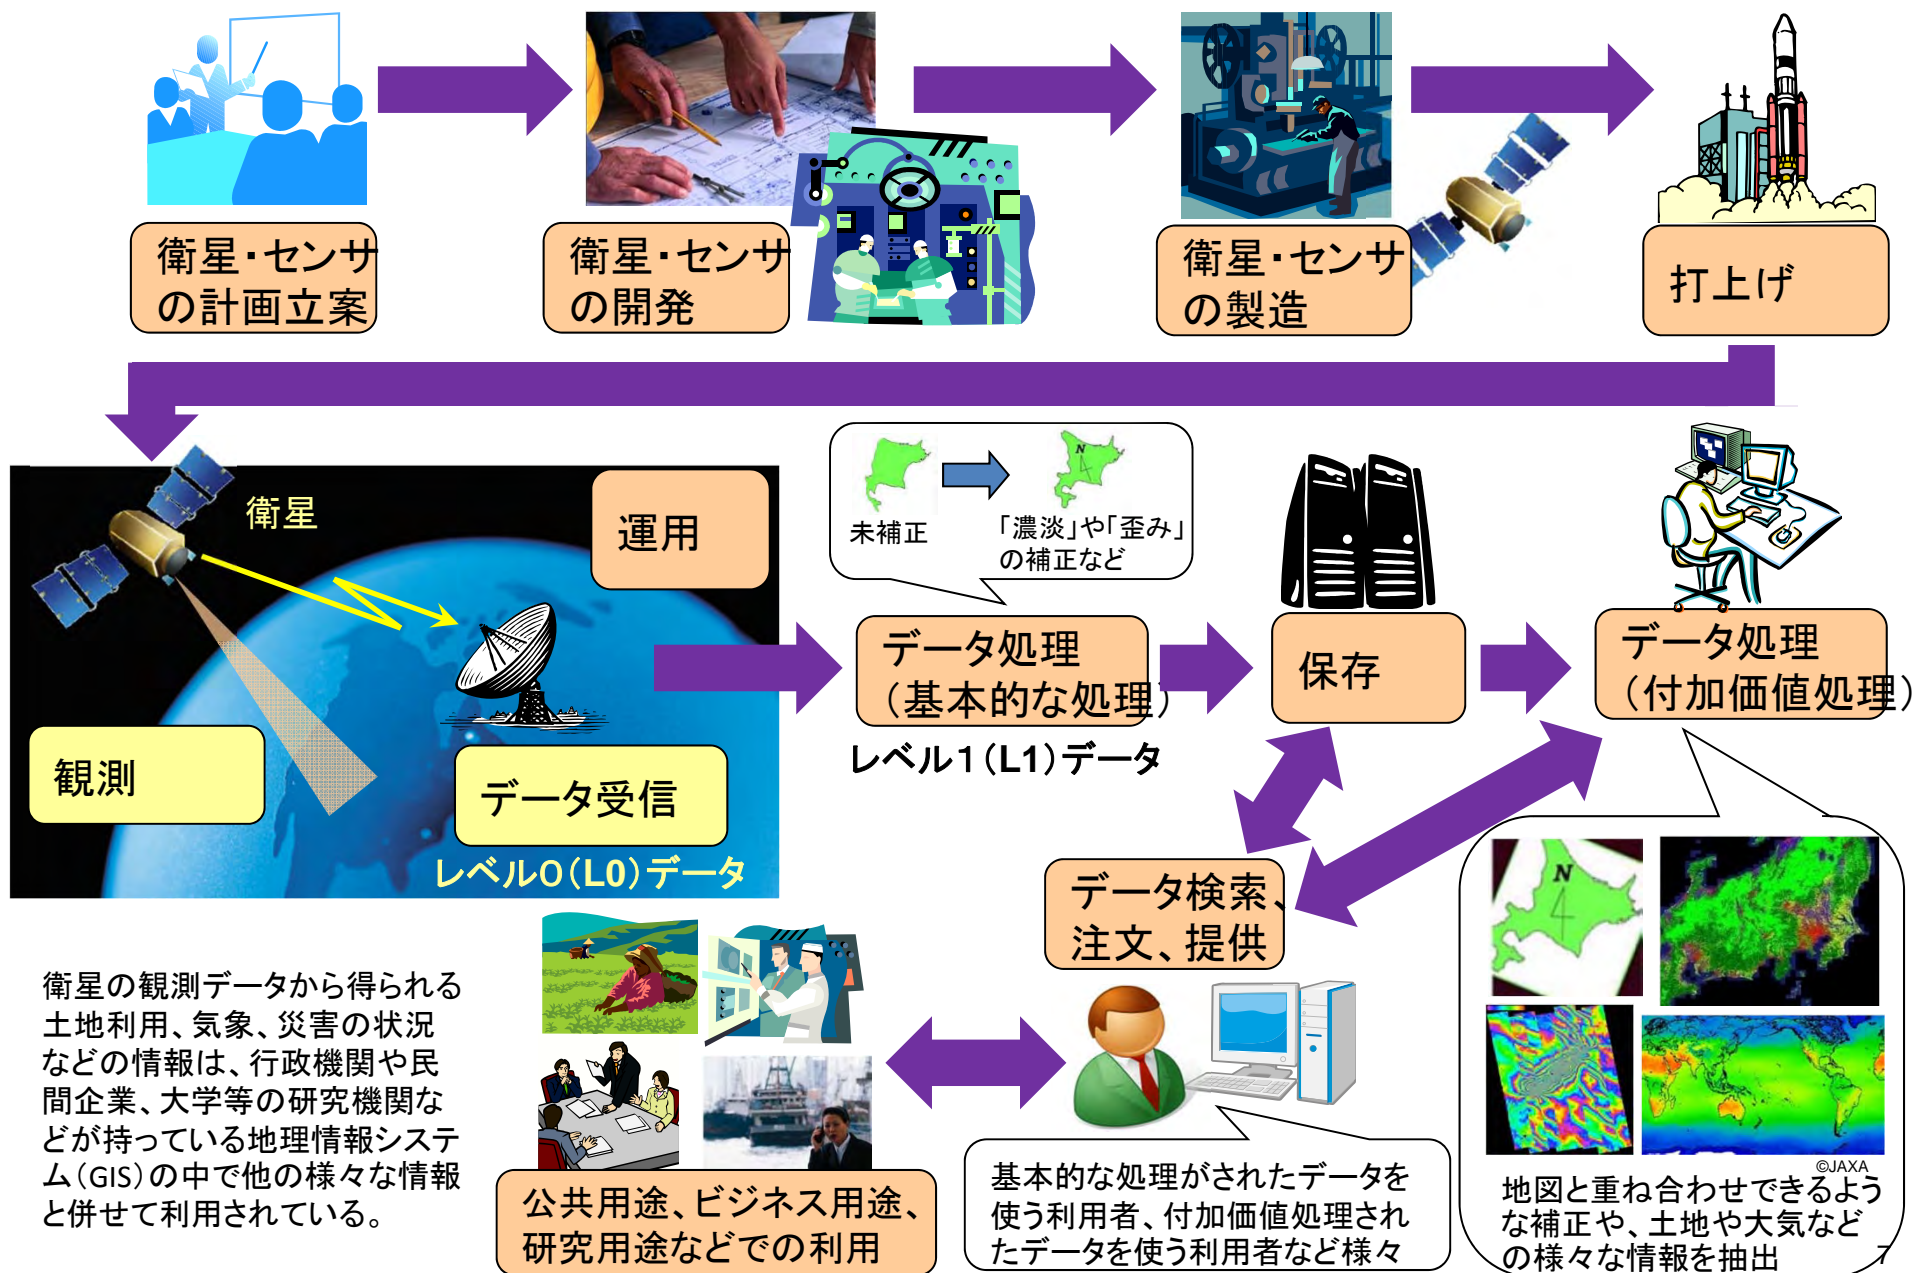 衛星・センサ
の計画立案
衛星・センサ
の開発
衛星・センサ
の製造
打上げ
衛星
運用
観測
データ受信
レベル0(L0)データ
N
未補正
「濃淡」や「歪み」
の補正など
データ処理
(基本的な処理)
レベル1(L1)データ
保存
データ処理
(付加価値処理)
データ検索、
注文、提供
N
©JAXA
地図と重ね合わせできるよう
な補正や、土地や大気など
の様々な情報を抽出
基本的な処理がされたデータを
使う利用者、付加価値処理され
たデータを使う利用者など様々
公共用途、ビジネス用途、
研究用途などでの利用
衛星の観測データから得られる
土地利用、気象、災害の状況
などの情報は、行政機関や民
間企業、大学等の研究機関な
どが持っている地理情報システ
ム(GIS)の中で他の様々な情報
と併せて利用されている。
7